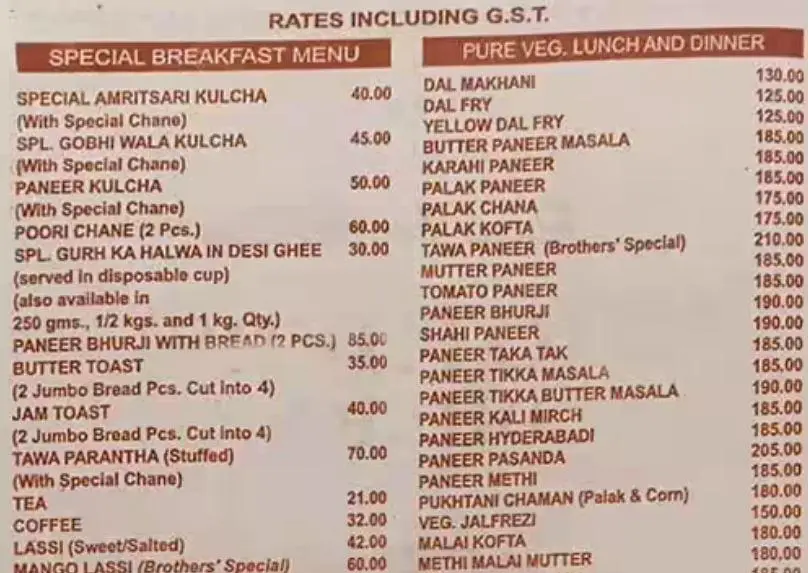 RATES INCLUDING G.S.T.
SPECIAL BREAKFAST MENU
SPECIAL AMRITSARI KULCHA 40.00
(With Special Chane)
SPL. GOBHI WALA KULCHA 45.00
(With Special Chane)
PANEER KULCHA 50.00
(With Special Chane)
POORI CHANE (2 Pcs.) 60.00
SPL. GURH KA HALWA IN DESI GHEE 30.00
(served in disposable cup)
(also available in
250 gms., 1/2 kgs. and 1 kg. Qty.)
PANEER BHURJI WITH BREAD (2 PCS.) 85.00
BUTTER TOAST 35.00
(2 Jumbo Bread Pcs. Cut into 4)
JAM TOAST 40.00
(2 Jumbo Bread Pcs. Cut into 4)
TAWA PARANTHA (Stuffed) 70.00
(With Special Chane)
TEA 21.00
COFFEE 32.00
LASSI (Sweet/Salted) 42.00
MANGO LASSI (Brothers' Special) 60.00
PURE VEG. LUNCH AND DINNER
DAL MAKHANI 130.00
DAL FRY 125.00
YELLOW DAL FRY 125.00
BUTTER PANEER MASALA 185.00
KARAHI PANEER 185.00
PALAK PANEER 185.00
PALAK CHANA 175.00
PALAK KOFTA 175.00
TAWA PANEER (Brothers' Special) 210.00
MUTTER PANEER 185.00
TOMATO PANEER 185.00
PANEER BHURJI 190.00
SHAHI PANEER 190.00
PANEER TAKA TAK 185.00
PANEER TIKKA MASALA 185.00
PANEER TIKKA BUTTER MASALA 190.00
PANEER KALI MIRCH 185.00
PANEER HYDERABADI 185.00
PANEER PASANDA 205.00
PANEER METHI 185.00
PUKHTANI CHAMAN (Palak & Corn) 180.00
VEG. JALFREZI 150.00
MALAI KOFTA 180.00
METHI MALAI MUTTER 180.00